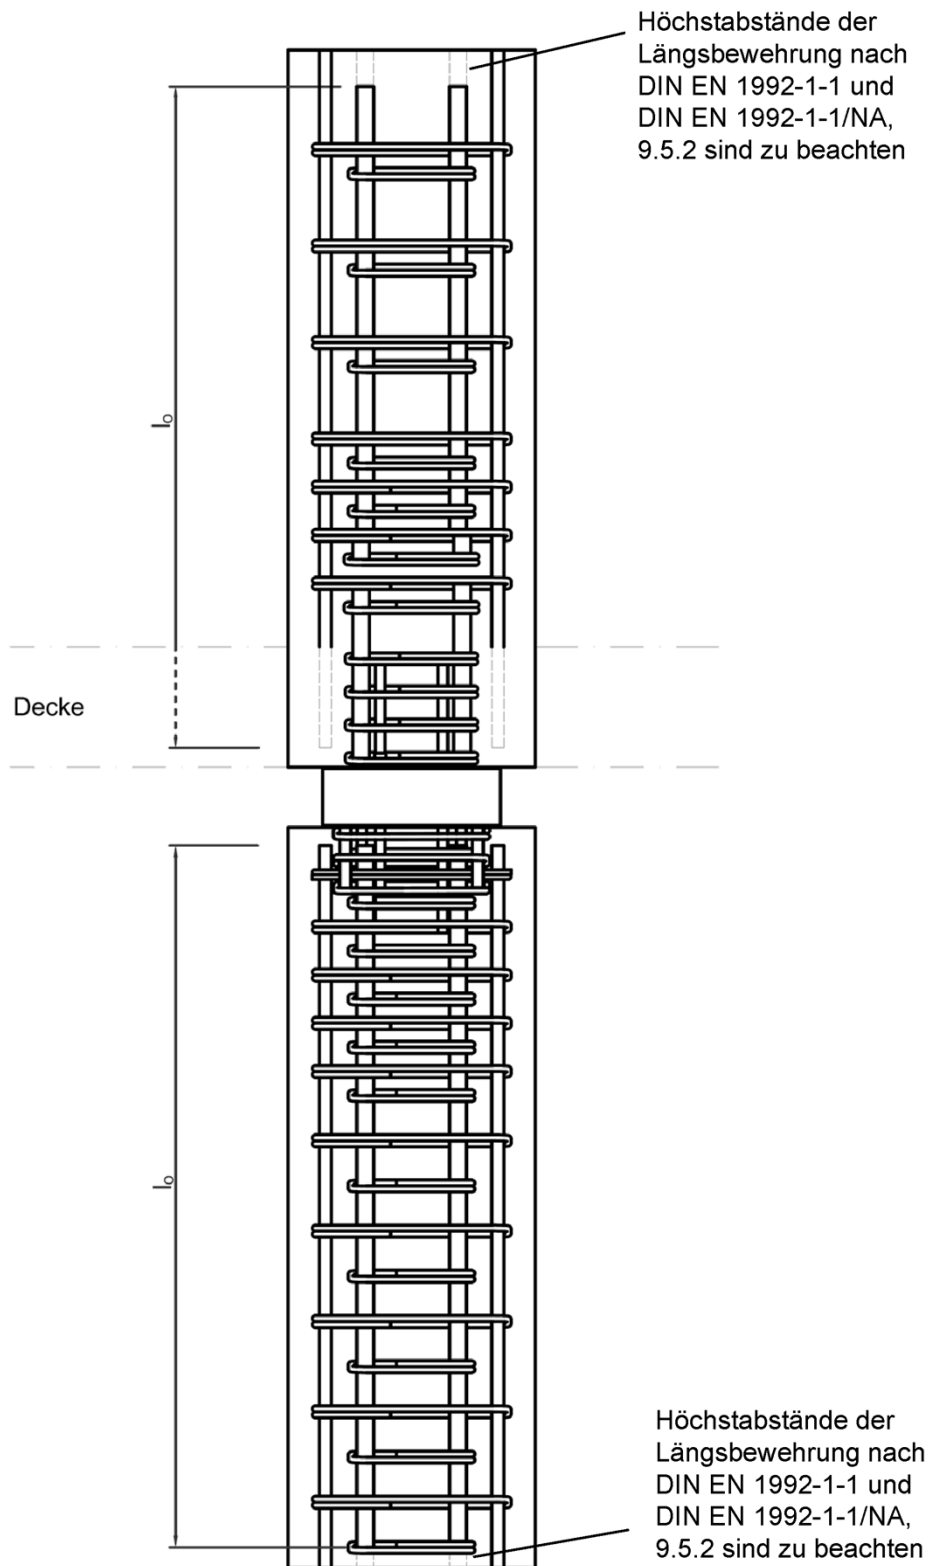 Höchstabstände der
Längsbewehrung nach
DIN EN 1992-1-1 und
DIN EN 1992-1-1/NA,
9.5.2 sind zu beachten
l₀
Decke
l₀
Höchstabstände der
Längsbewehrung nach
DIN EN 1992-1-1 und
DIN EN 1992-1-1/NA,
9.5.2 sind zu beachten